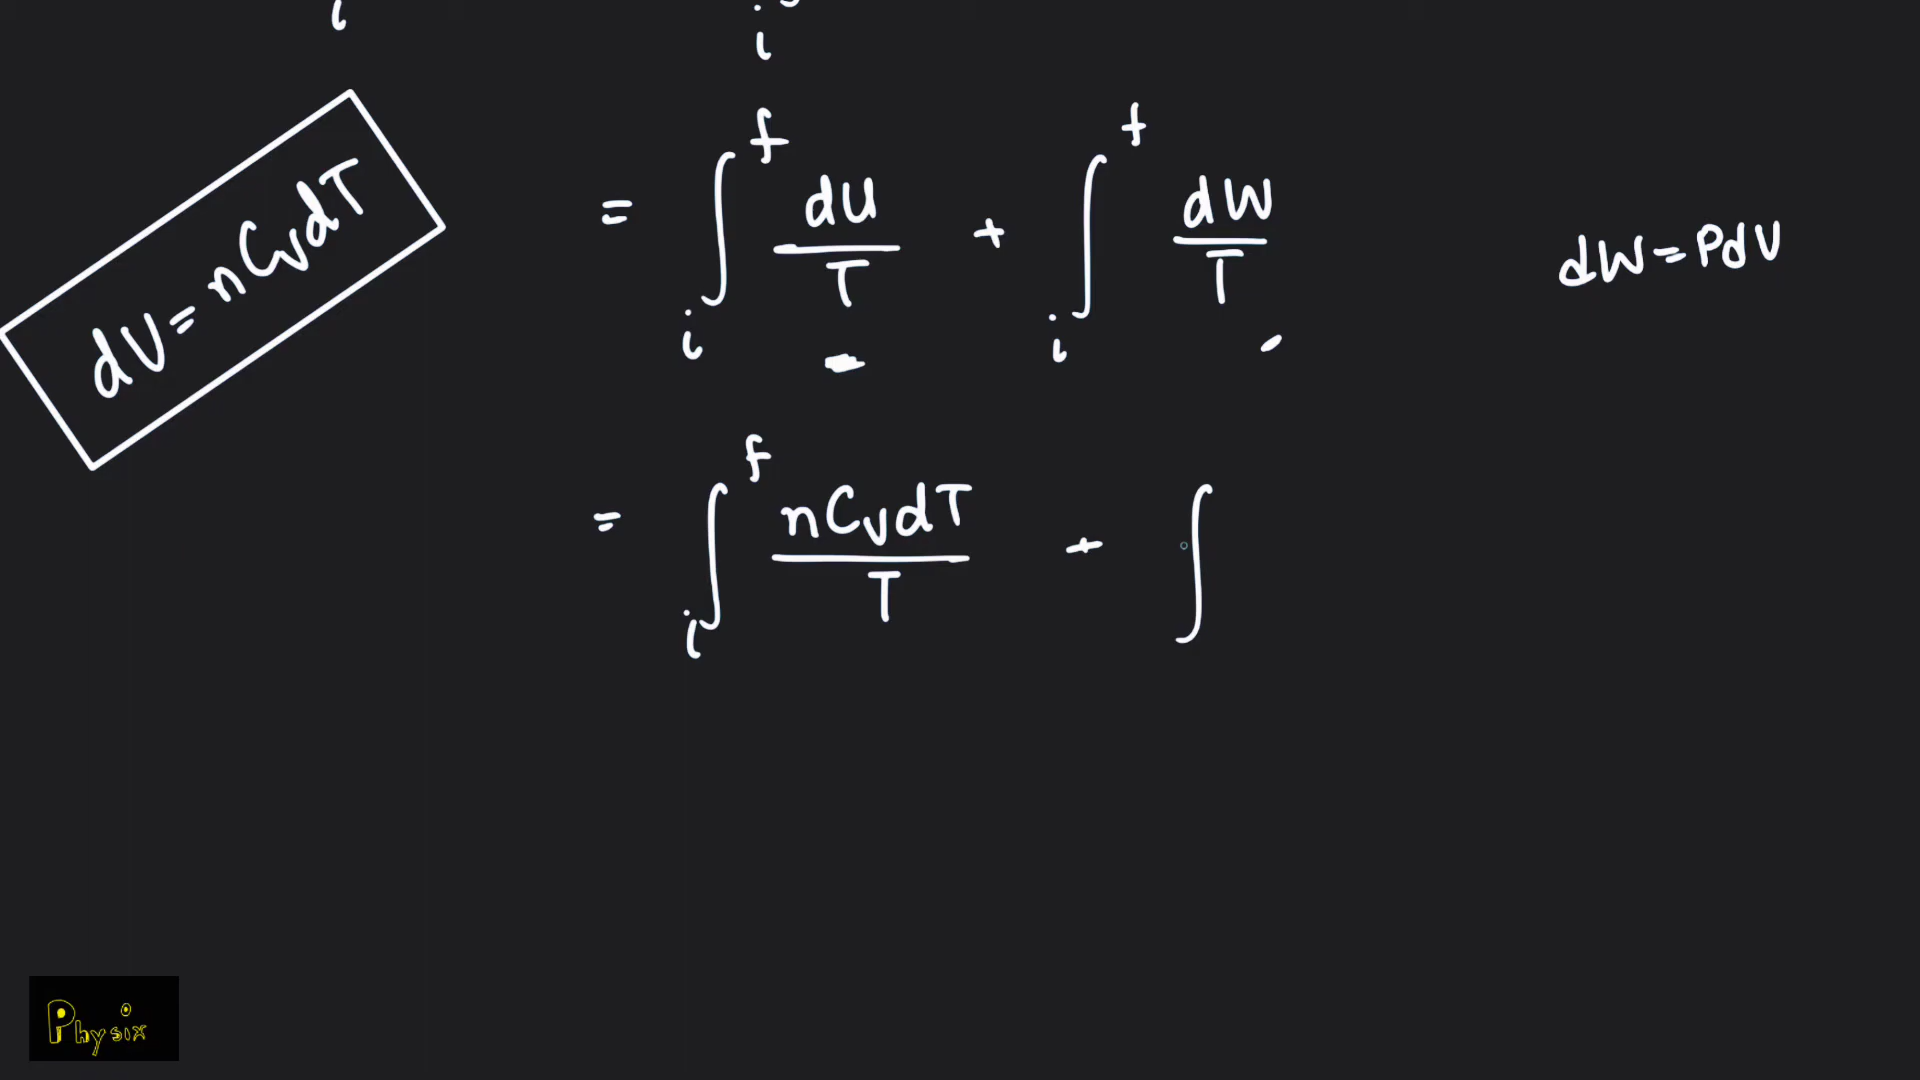 i i
dU = nCvdT
= ∫ᵢᶠ dU/T + ∫ᵢᶠ dW/T
dW = PdV
= ∫ᵢᶠ nCvdT/T + ∫
Physix